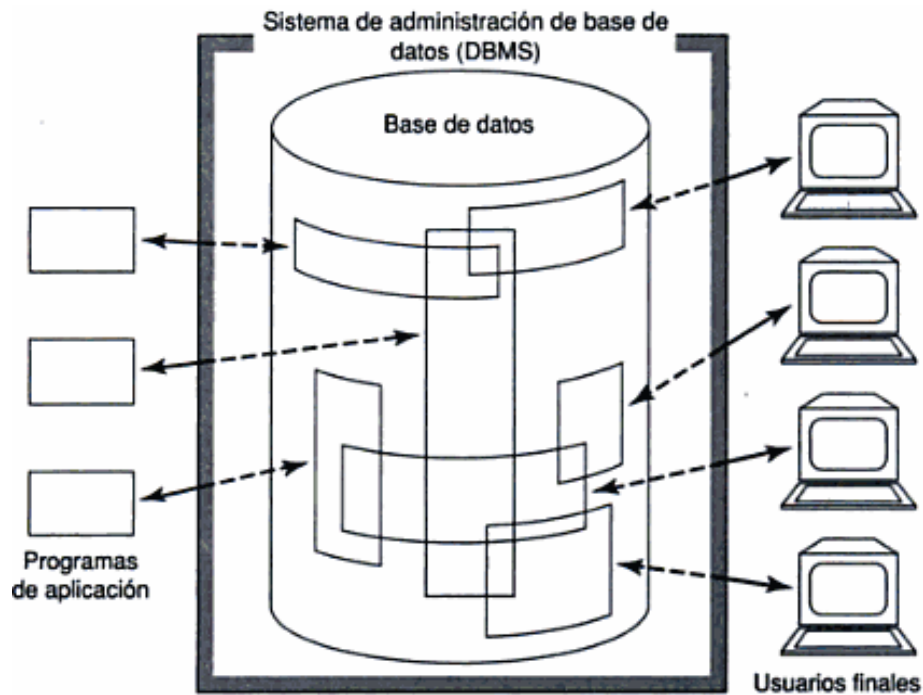 Sistema de administración de base de
datos (DBMS)
Base de datos
Programas
de aplicación
Usuarios finales